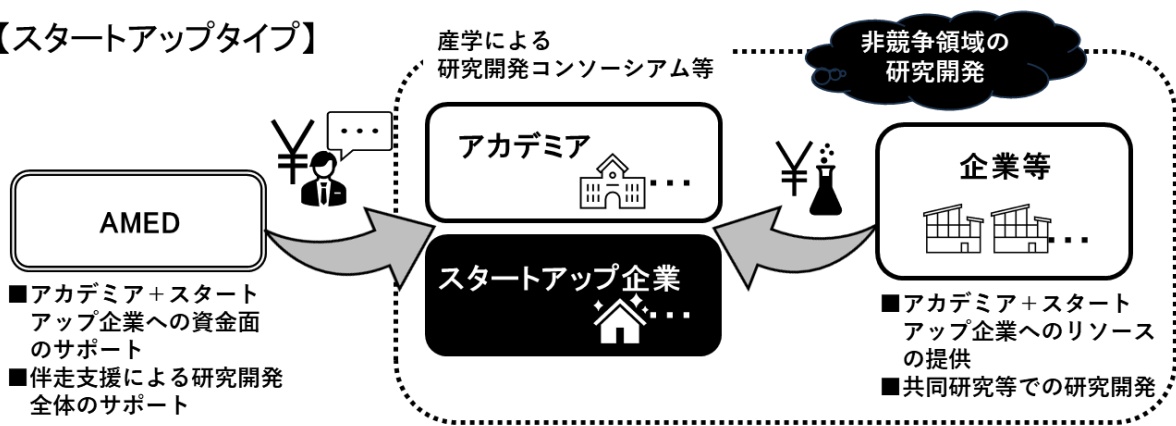 【スタートアップタイプ】
産学による
研究開発コンソーシアム等
非競争領域の
研究開発
アカデミア
・・・
企業等
・・・
AMED
スタートアップ企業
・・・
■アカデミア＋スタート
アップ企業への資金面
のサポート
■伴走支援による研究開発
全体のサポート
■アカデミア＋スタート
アップ企業へのリソース
の提供
■共同研究等での研究開発